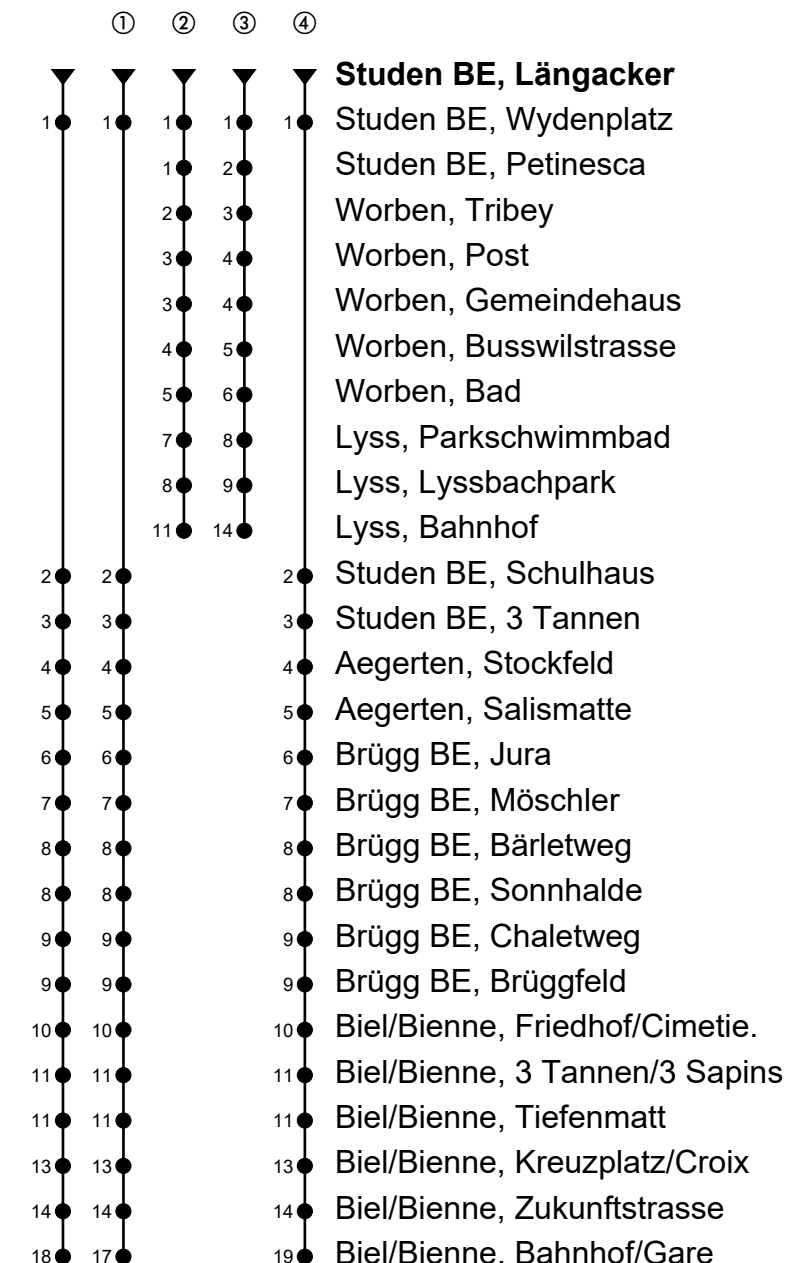 ① ② ③ ④
Studen BE, Längacker
1 1 1 1 1 Studen BE, Wydenplatz
1 2 Studen BE, Petinesca
2 3 Worben, Tribey
3 4 Worben, Post
3 4 Worben, Gemeindehaus
4 5 Worben, Busswilstrasse
5 6 Worben, Bad
7 8 Lyss, Parkschwimmbad
8 9 Lyss, Lyssbachpark
11 14 Lyss, Bahnhof
2 2 2 Studen BE, Schulhaus
3 3 3 Studen BE, 3 Tannen
4 4 4 Aegerten, Stockfeld
5 5 5 Aegerten, Salismatte
6 6 6 Brügg BE, Jura
7 7 7 Brügg BE, Möschler
8 8 8 Brügg BE, Bärletweg
8 8 8 Brügg BE, Sonnhalde
9 9 9 Brügg BE, Chaletweg
9 9 9 Brügg BE, Brüggfeld
10 10 10 Biel/Bienne, Friedhof/Cimetie.
11 11 11 Biel/Bienne, 3 Tannen/3 Sapins
11 11 11 Biel/Bienne, Tiefenmatt
13 13 13 Biel/Bienne, Kreuzplatz/Croix
14 14 14 Biel/Bienne, Zukunftstrasse
18 17 19 Biel/Bienne, Bahnhof/Gare